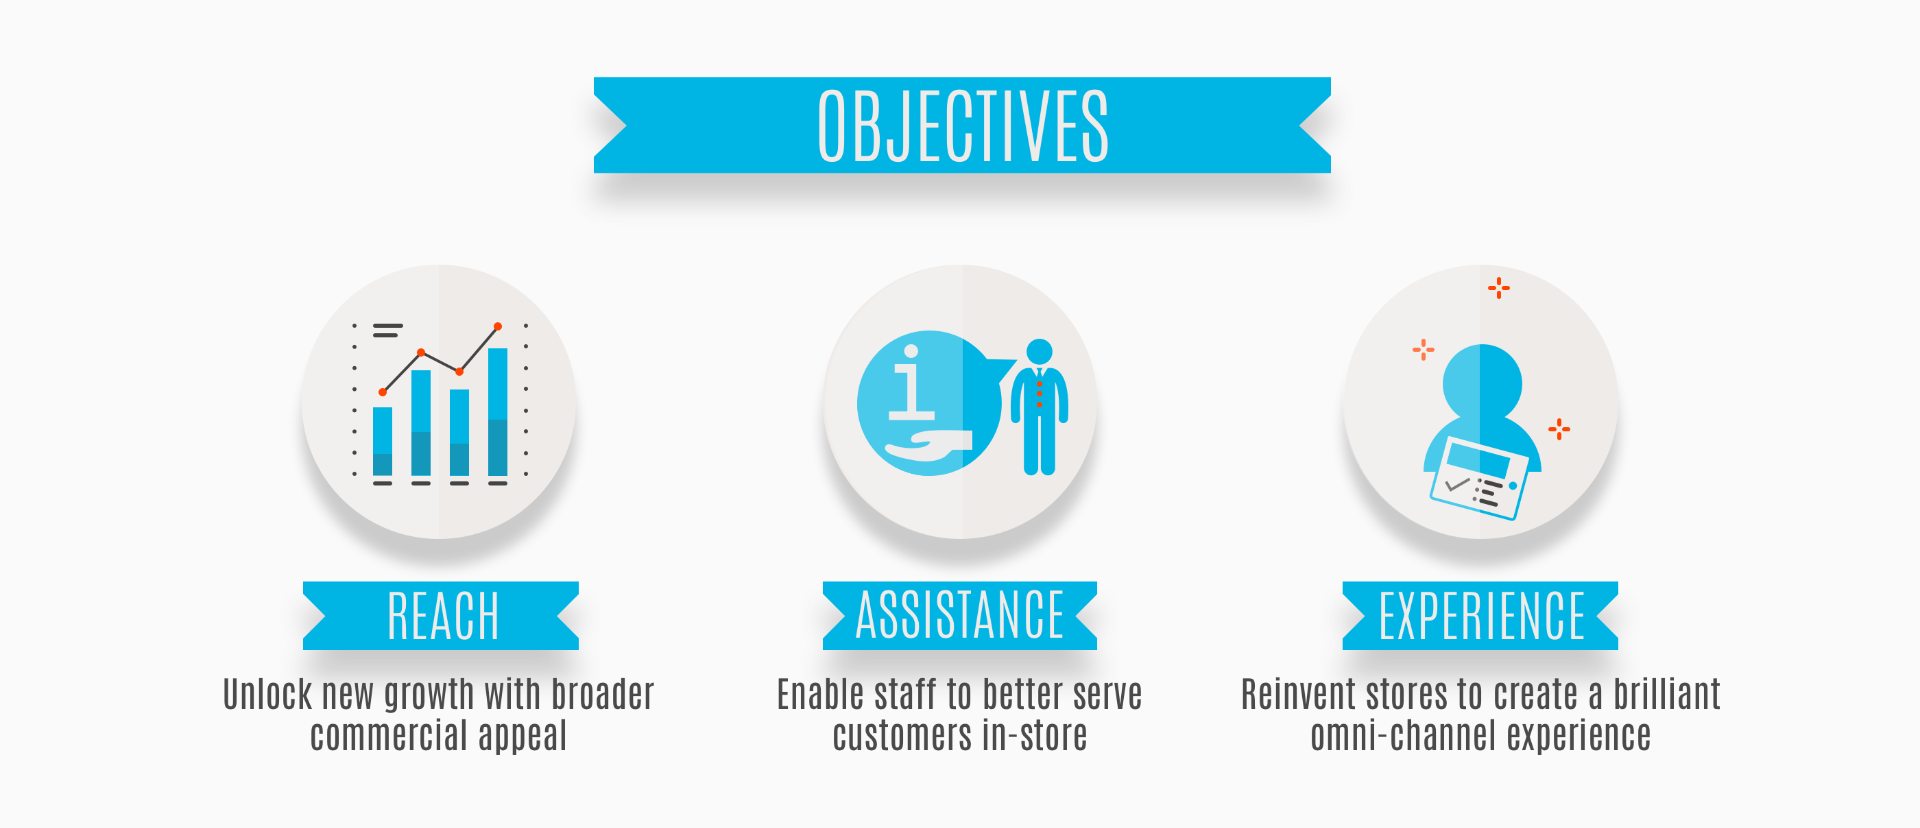 OBJECTIVES
REACH
Unlock new growth with broader
commercial appeal
ASSISTANCE
Enable staff to better serve
customers in-store
EXPERIENCE
Reinvent stores to create a brilliant
omni-channel experience